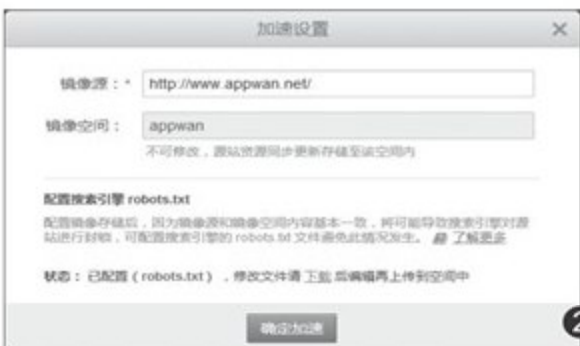 加速设置
镜像源：* http://www.appwan.net/
镜像空间： appwan
不可修改，源站资源同步更新存储至该空间内
配置搜索引擎 robots.txt
配置镜像存储后，因为镜像源和镜像空间内容基本一致，将可能导致搜索引擎对源
站进行封锁，可配置搜索引擎的 robots.txt 文件避免此情况发生。 了解更多
状态： 已配置 ( robots.txt ) ，修改文件请 下载 后编辑再上传到空间中
确定加速
2